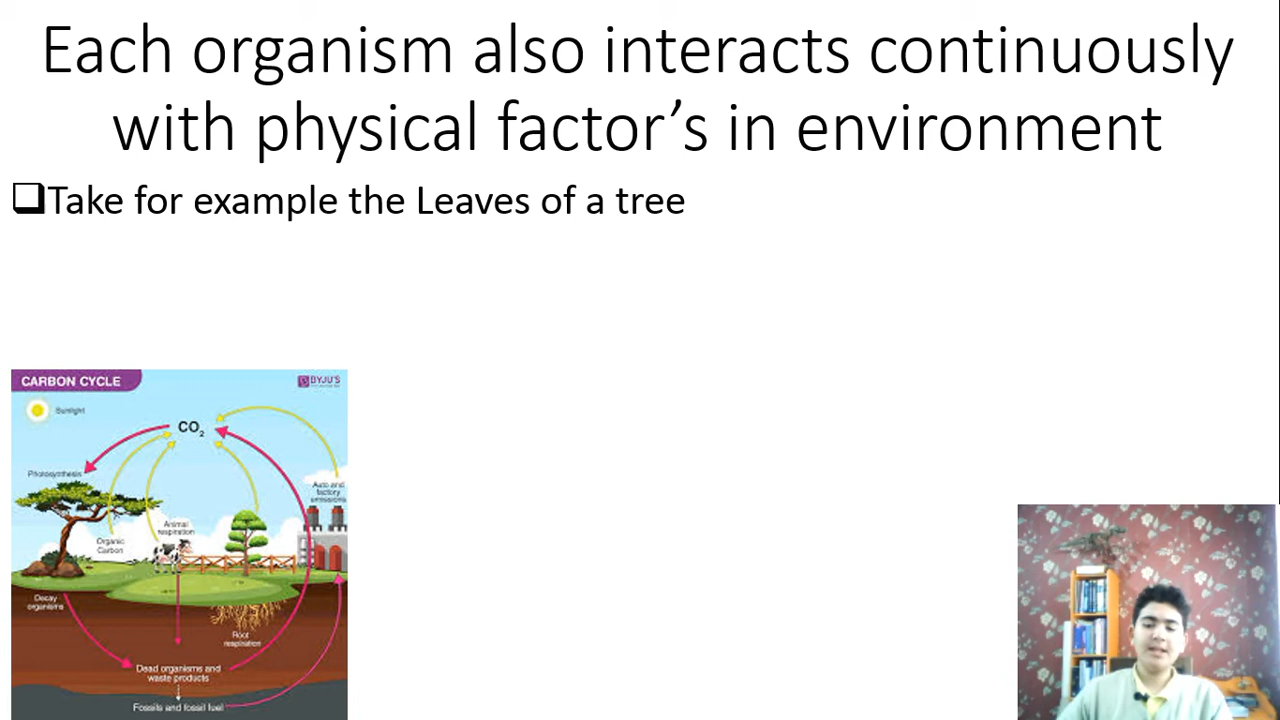 Each organism also interacts continuously
with physical factor’s in environment
❑Take for example the Leaves of a tree
CARBON CYCLE
BYJU'S
Sunlight
CO₂
Photosynthesis
Auto and
factory
emissions
Animal
respiration
Organic
Carbon
Decay
organisms
Root
respiration
Dead organisms and
waste products
Fossils and fossil fuel